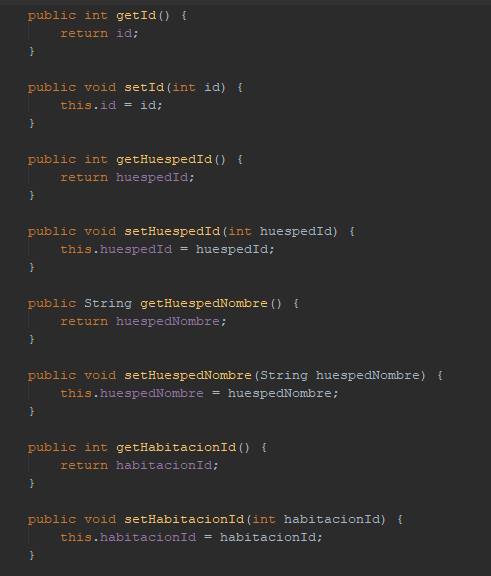 public int getId() {
return id;
}
public void setId(int id) {
this.id = id;
}
public int getHuespedId() {
return huespedId;
}
public void setHuespedId(int huespedId) {
this.huespedId = huespedId;
}
public String getHuespedNombre() {
return huespedNombre;
}
public void setHuespedNombre(String huespedNombre) {
this.huespedNombre = huespedNombre;
}
public int getHabitacionId() {
return habitacionId;
}
public void setHabitacionId(int habitacionId) {
this.habitacionId = habitacionId;
}